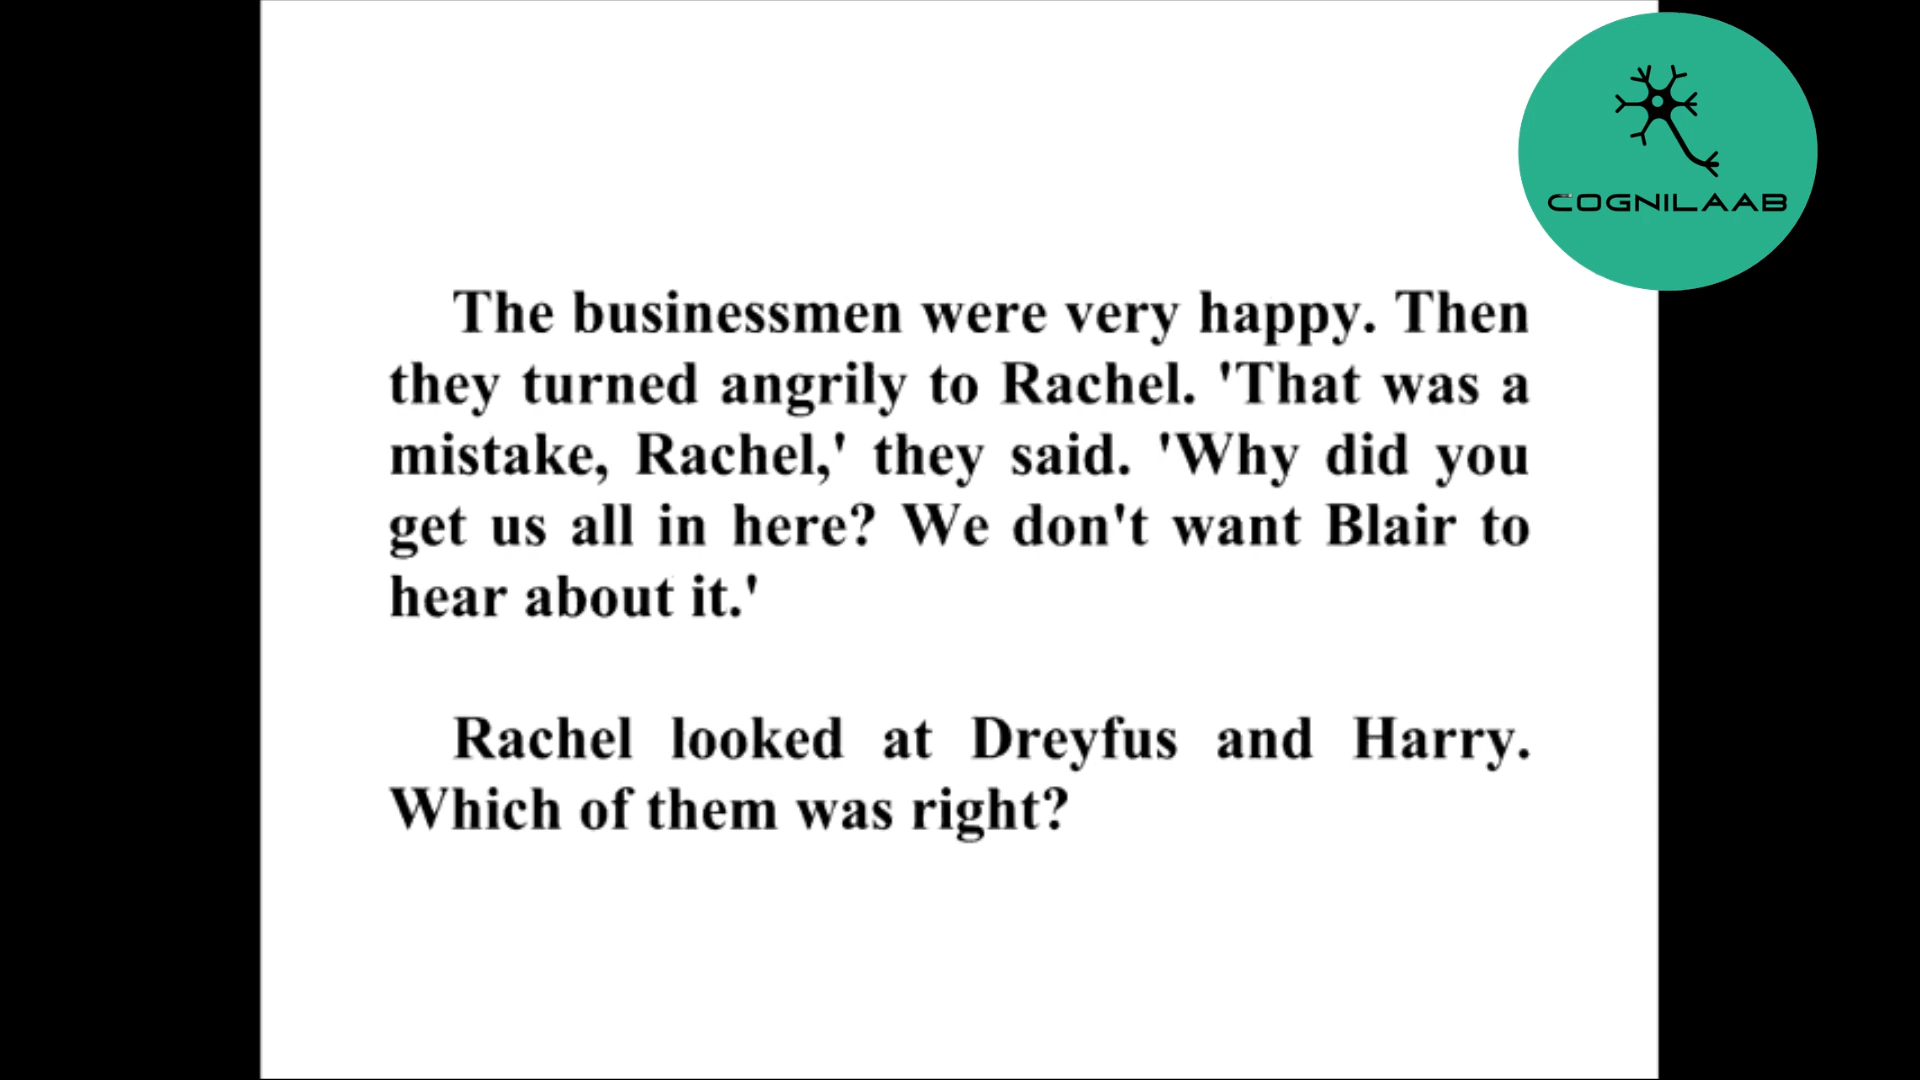 COGNILAAB
The businessmen were very happy. Then
they turned angrily to Rachel. 'That was a
mistake, Rachel,' they said. 'Why did you
get us all in here? We don't want Blair to
hear about it.'
Rachel looked at Dreyfus and Harry.
Which of them was right?